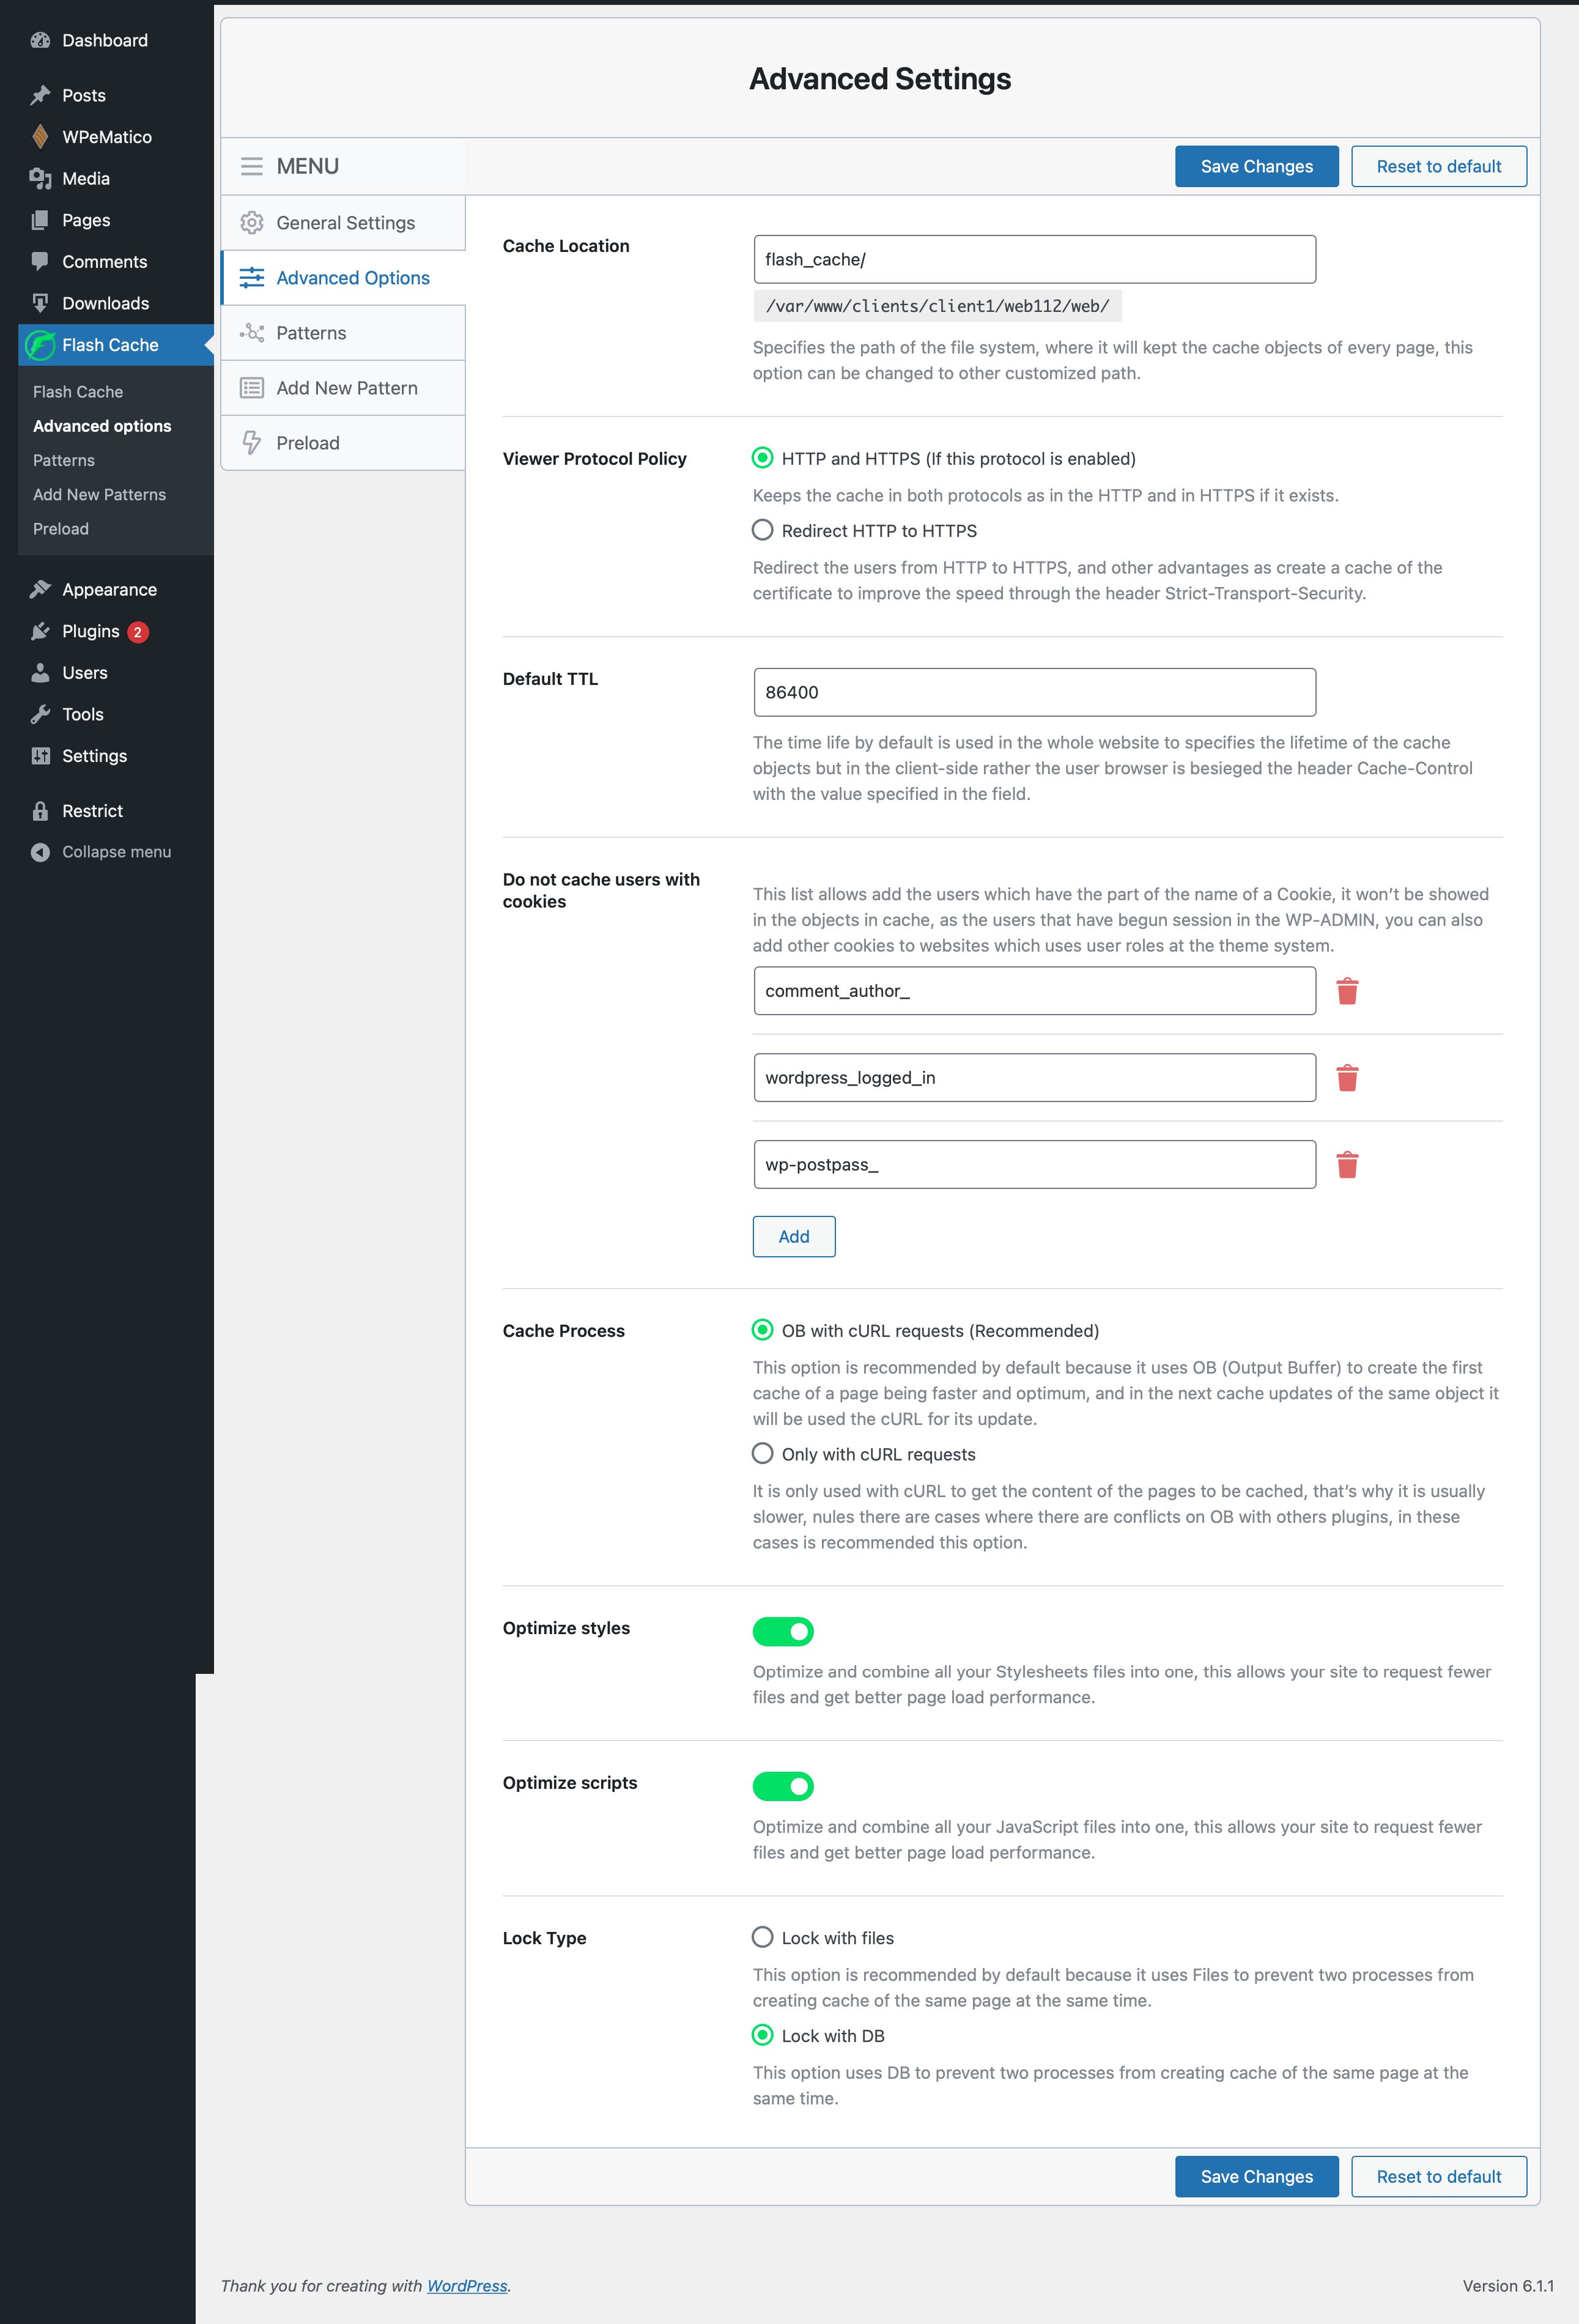 Dashboard
Posts
WPeMatico
Media
Pages
Comments
Downloads
Flash Cache
Flash Cache
Advanced options
Patterns
Add New Patterns
Preload
Appearance
Plugins 2
Users
Tools
Settings
Restrict
Collapse menu
Advanced Settings
MENU
Save Changes
Reset to default
General Settings
Advanced Options
Patterns
Add New Pattern
Preload
Cache Location
flash_cache/
/var/www/clients/client1/web112/web/
Specifies the path of the file system, where it will kept the cache objects of every page, this
option can be changed to other customized path.
Viewer Protocol Policy
HTTP and HTTPS (If this protocol is enabled)
Keeps the cache in both protocols as in the HTTP and in HTTPS if it exists.
Redirect HTTP to HTTPS
Redirect the users from HTTP to HTTPS, and other advantages as create a cache of the
certificate to improve the speed through the header Strict-Transport-Security.
Default TTL
86400
The time life by default is used in the whole website to specifies the lifetime of the cache
objects but in the client-side rather the user browser is besieged the header Cache-Control
with the value specified in the field.
Do not cache users with
cookies
This list allows add the users which have the part of the name of a Cookie, it won’t be showed
in the objects in cache, as the users that have begun session in the WP-ADMIN, you can also
add other cookies to websites which uses user roles at the theme system.
comment_author_
wordpress_logged_in
wp-postpass_
Add
Cache Process
OB with cURL requests (Recommended)
This option is recommended by default because it uses OB (Output Buffer) to create the first
cache of a page being faster and optimum, and in the next cache updates of the same object it
will be used the cURL for its update.
Only with cURL requests
It is only used with cURL to get the content of the pages to be cached, that’s why it is usually
slower, nules there are cases where there are conflicts on OB with others plugins, in these
cases is recommended this option.
Optimize styles
Optimize and combine all your Stylesheets files into one, this allows your site to request fewer
files and get better page load performance.
Optimize scripts
Optimize and combine all your JavaScript files into one, this allows your site to request fewer
files and get better page load performance.
Lock Type
Lock with files
This option is recommended by default because it uses Files to prevent two processes from
creating cache of the same page at the same time.
Lock with DB
This option uses DB to prevent two processes from creating cache of the same page at the
same time.
Save Changes
Reset to default
Thank you for creating with WordPress.
Version 6.1.1